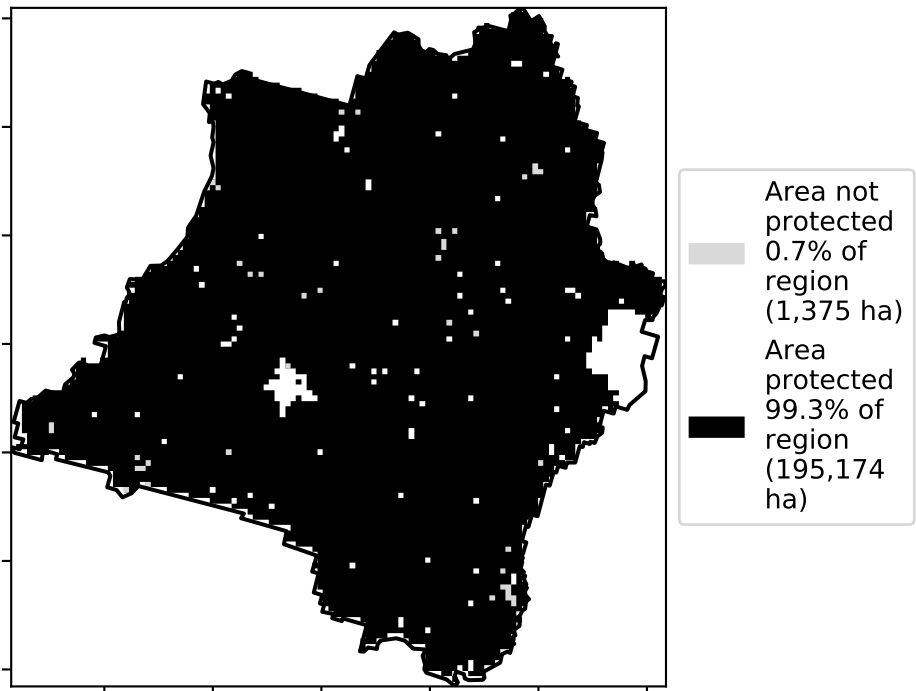 Area not
protected
0.7% of
region
(1,375 ha)
Area
protected
99.3% of
region
(195,174
ha)